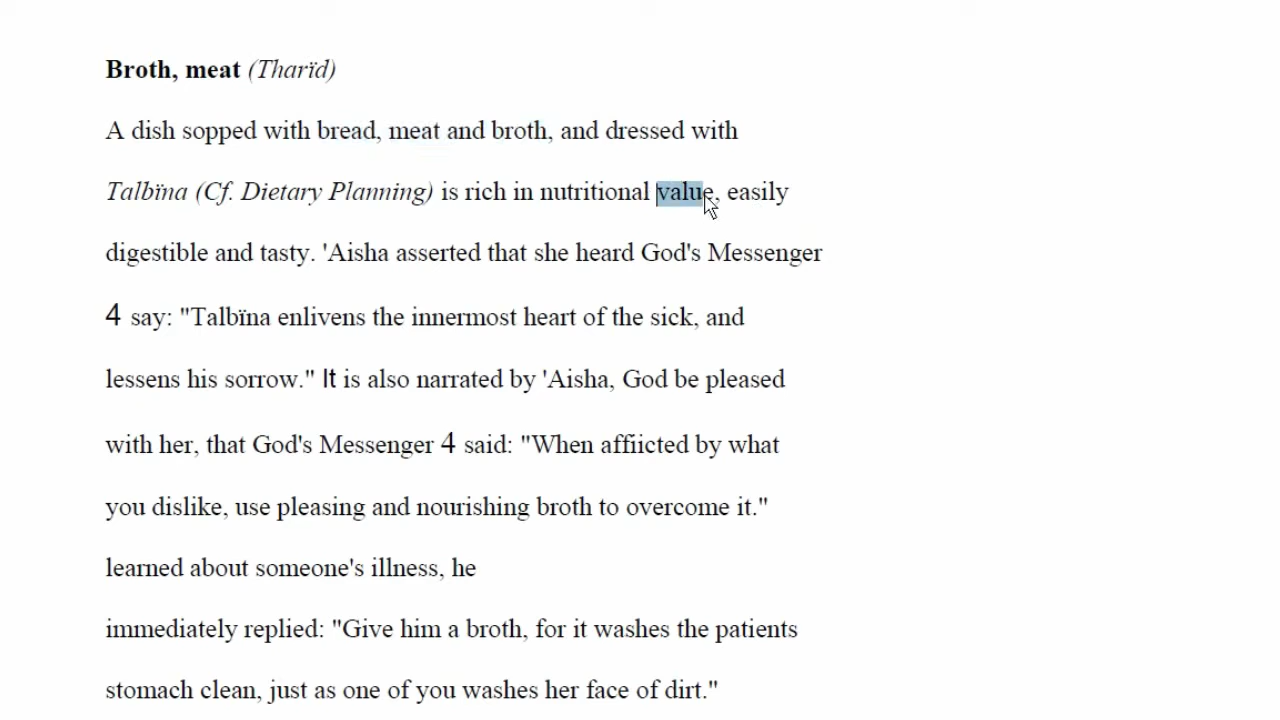 Broth, meat (Tharïd)
A dish sopped with bread, meat and broth, and dressed with
Talbïna (Cf. Dietary Planning) is rich in nutritional value, easily
digestible and tasty. 'Aisha asserted that she heard God's Messenger
4 say: "Talbïna enlivens the innermost heart of the sick, and
lessens his sorrow." It is also narrated by 'Aisha, God be pleased
with her, that God's Messenger 4 said: "When affiicted by what
you dislike, use pleasing and nourishing broth to overcome it."
learned about someone's illness, he
immediately replied: "Give him a broth, for it washes the patients
stomach clean, just as one of you washes her face of dirt."